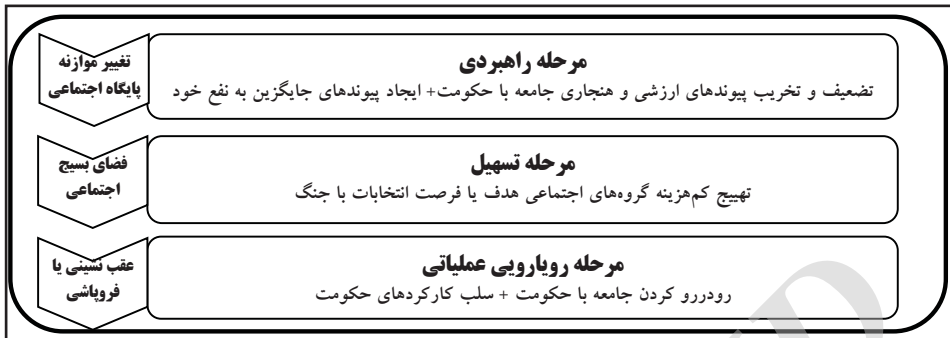 تغییر موازنه
پایگاه اجتماعی
مرحله راهبردی
تضعیف و تخریب پیوندهای ارزشی و هنجاری جامعه با حکومت+ ایجاد پیوندهای جایگزین به نفع خود
فضای بسیج
اجتماعی
مرحله تسهیل
تهییج کم‌هزینه گروه‌های اجتماعی هدف یا فرصت انتخابات با جنگ
عقب نشینی یا
فروپاشی
مرحله رویارویی عملیاتی
رودررو کردن جامعه با حکومت + سلب کارکردهای حکومت